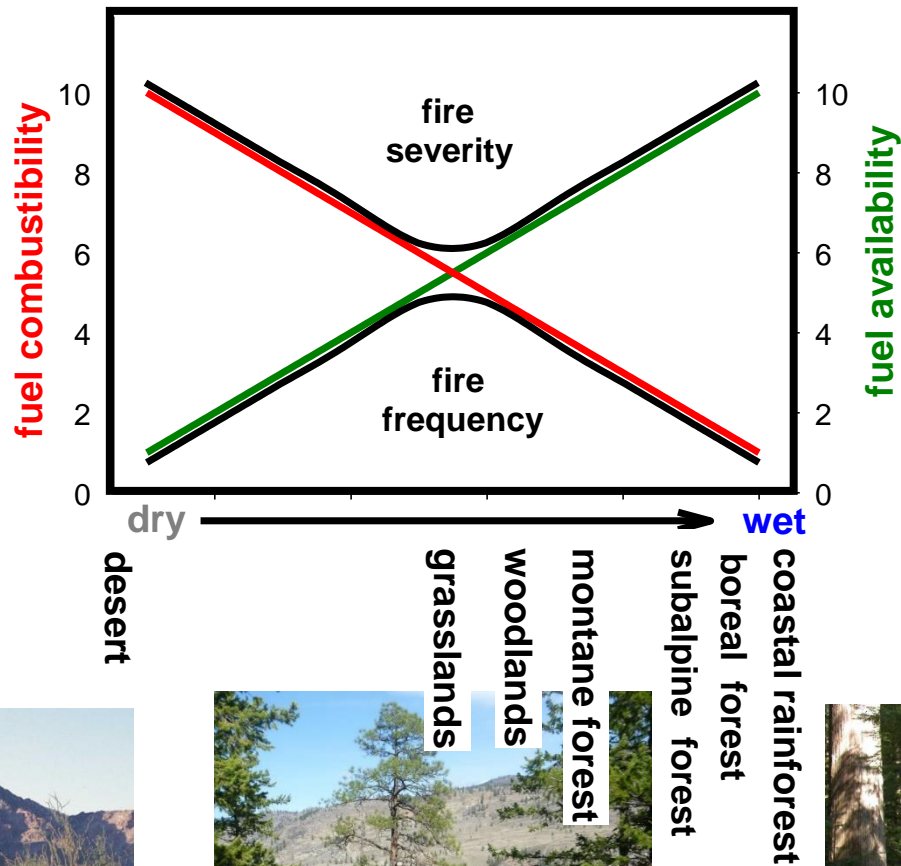 fuel combustibility
10
8
6
4
2
0
fire
severity
fire
frequency
10
8
6
4
2
0
fuel availability
dry
wet
desert
grasslands
woodlands
montane forest
subalpine forest
boreal forest
coastal rainforest